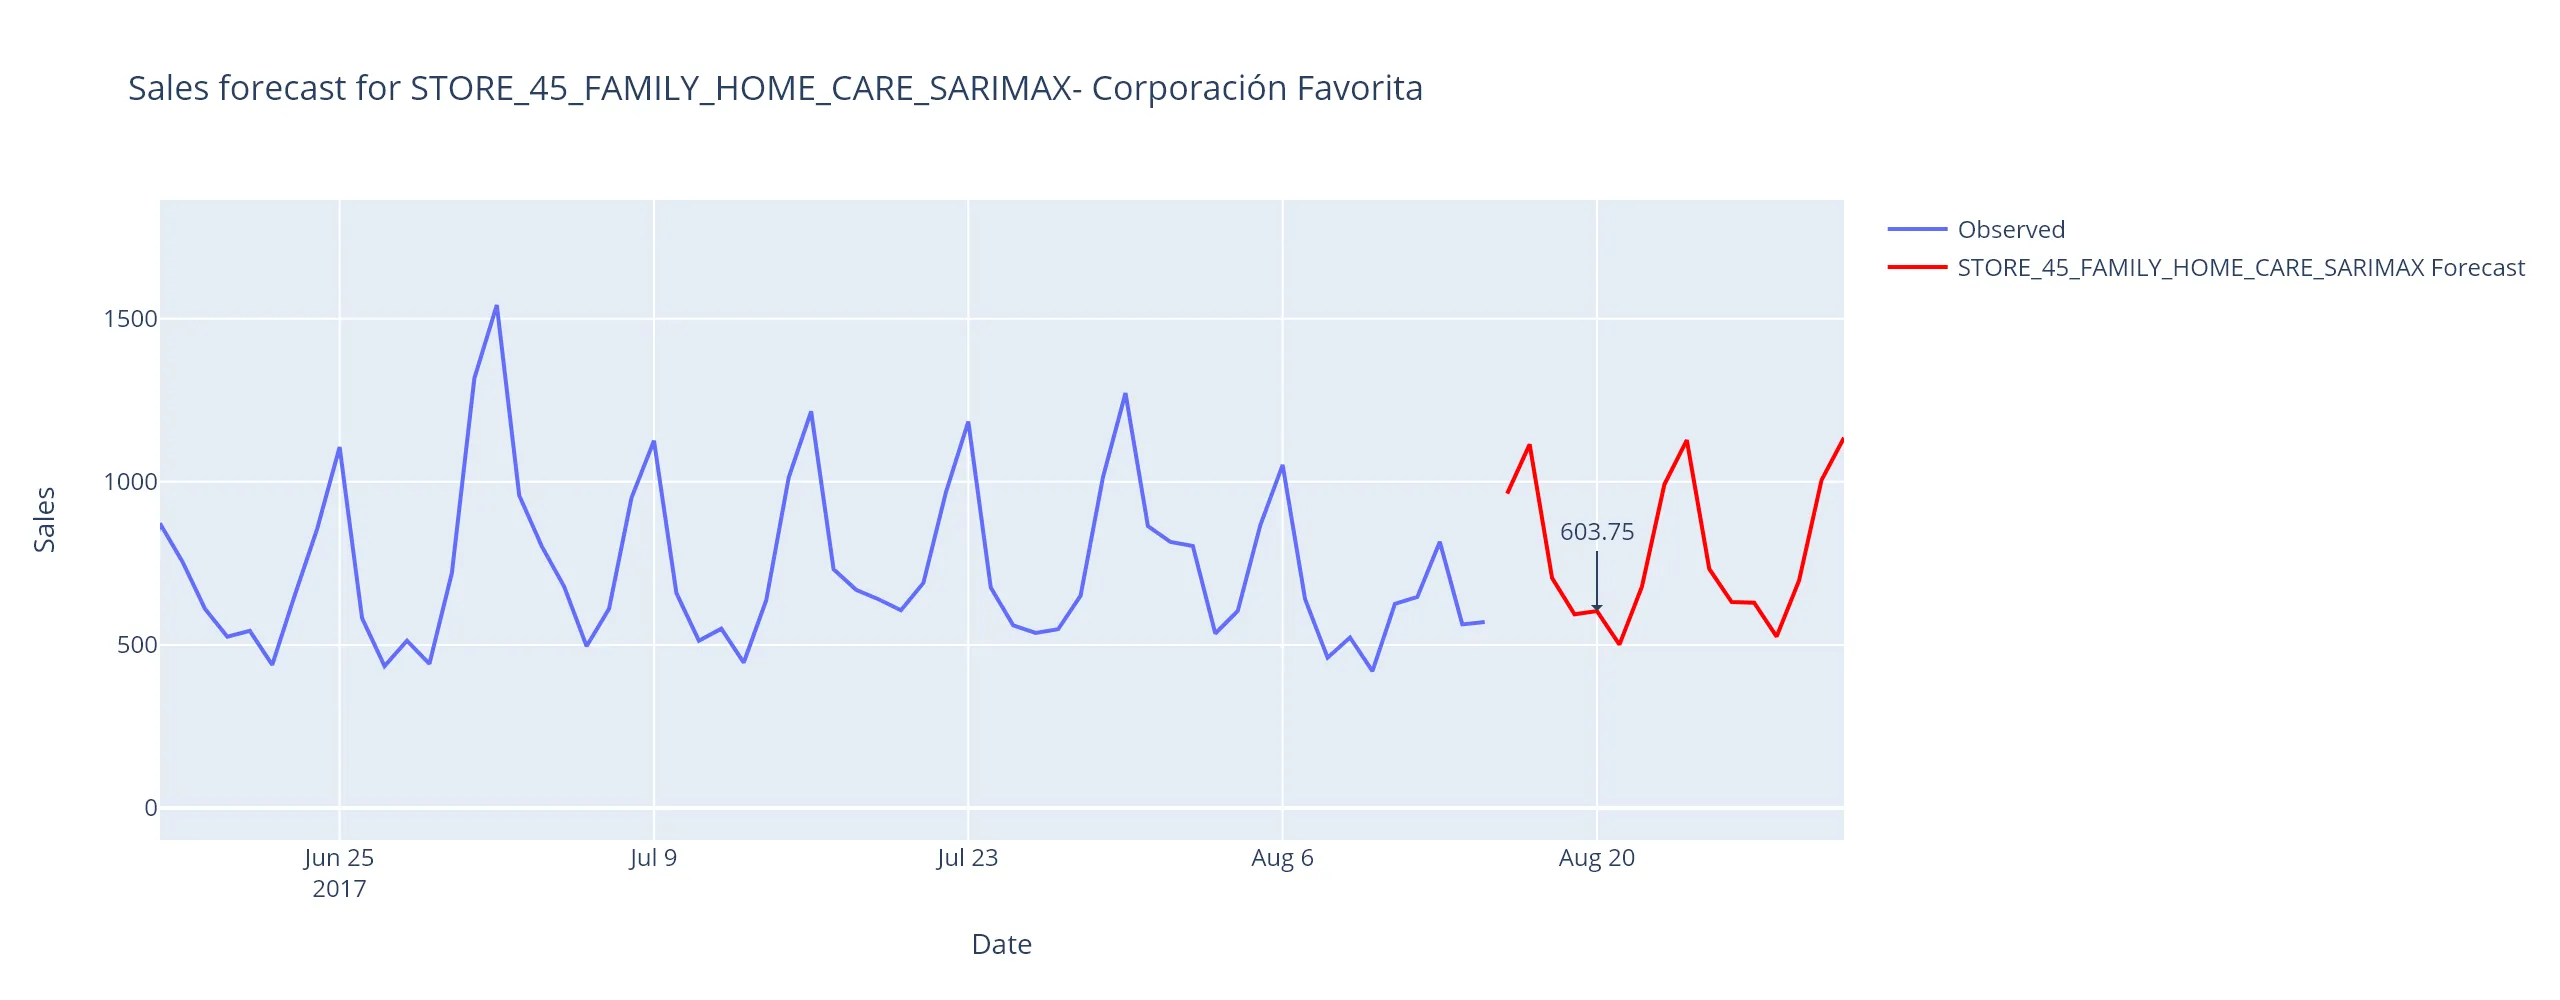 Sales forecast for STORE_45_FAMILY_HOME_CARE_SARIMAX- Corporación Favorita
Observed
STORE_45_FAMILY_HOME_CARE_SARIMAX Forecast
1500
1000
500
0
Sales
603.75
Jun 25
2017
Jul 9
Jul 23
Aug 6
Aug 20
Date